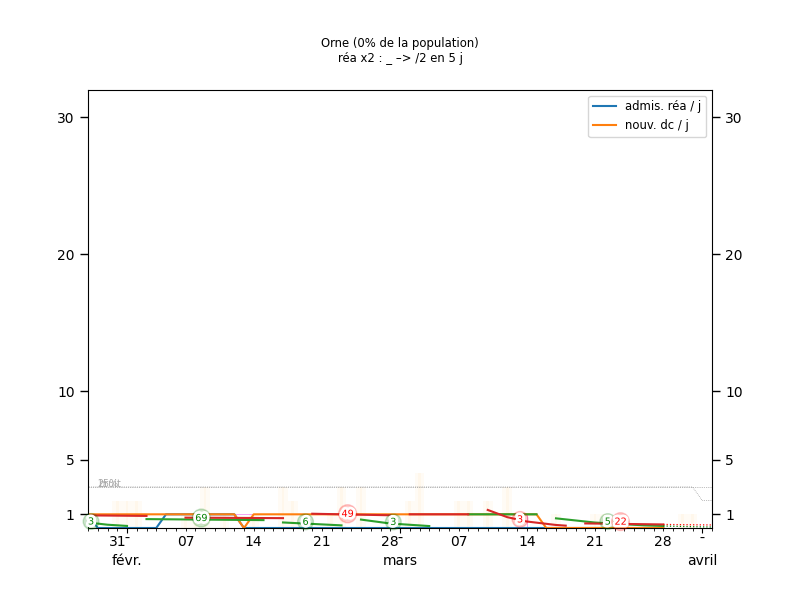 Orne (0% de la population)
réa x2 : _ –> /2 en 5 j
admis. réa / j
nouv. dc / j
30 30
20 20
10 10
5 5
1 1
3 69 6 49 3 3 5 22
31 07 14 21 28 07 14 21 28
févr. mars avril